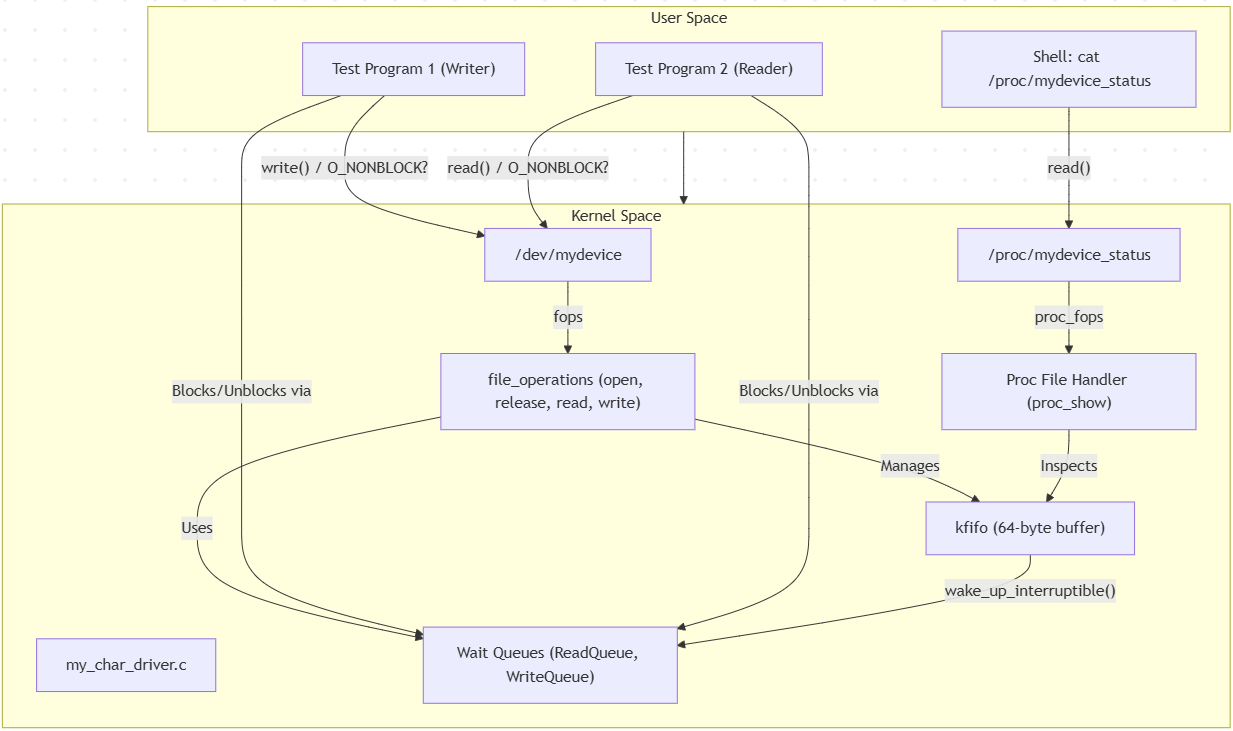 User Space
Test Program 1 (Writer)
Test Program 2 (Reader)
Shell: cat
/proc/mydevice_status
write() / O_NONBLOCK?
read() / O_NONBLOCK?
read()
Kernel Space
/dev/mydevice
/proc/mydevice_status
fops
proc_fops
file_operations (open,
release, read, write)
Proc File Handler
(proc_show)
Blocks/Unblocks via
Blocks/Unblocks via
Manages
Inspects
Uses
kfifo (64-byte buffer)
wake_up_interruptible()
Wait Queues (ReadQueue,
WriteQueue)
my_char_driver.c